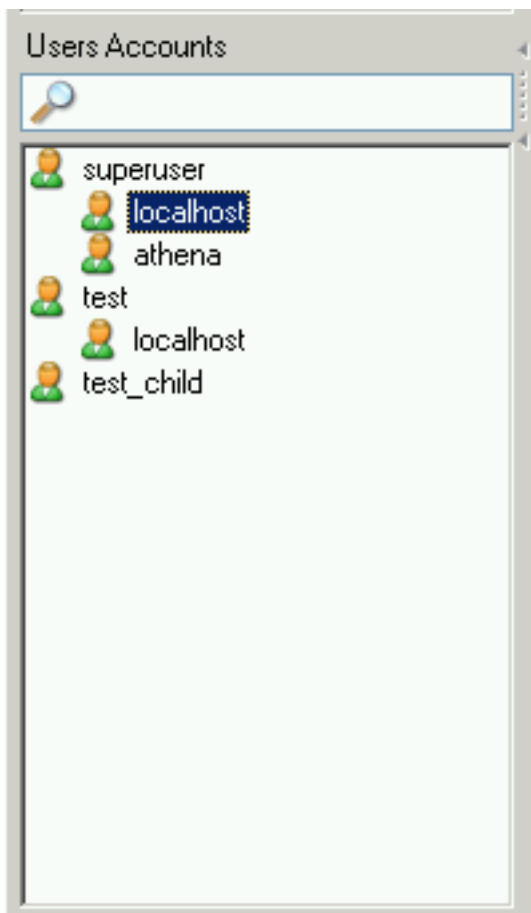 Users Accounts
superuser
localhost
athena
test
localhost
test_child